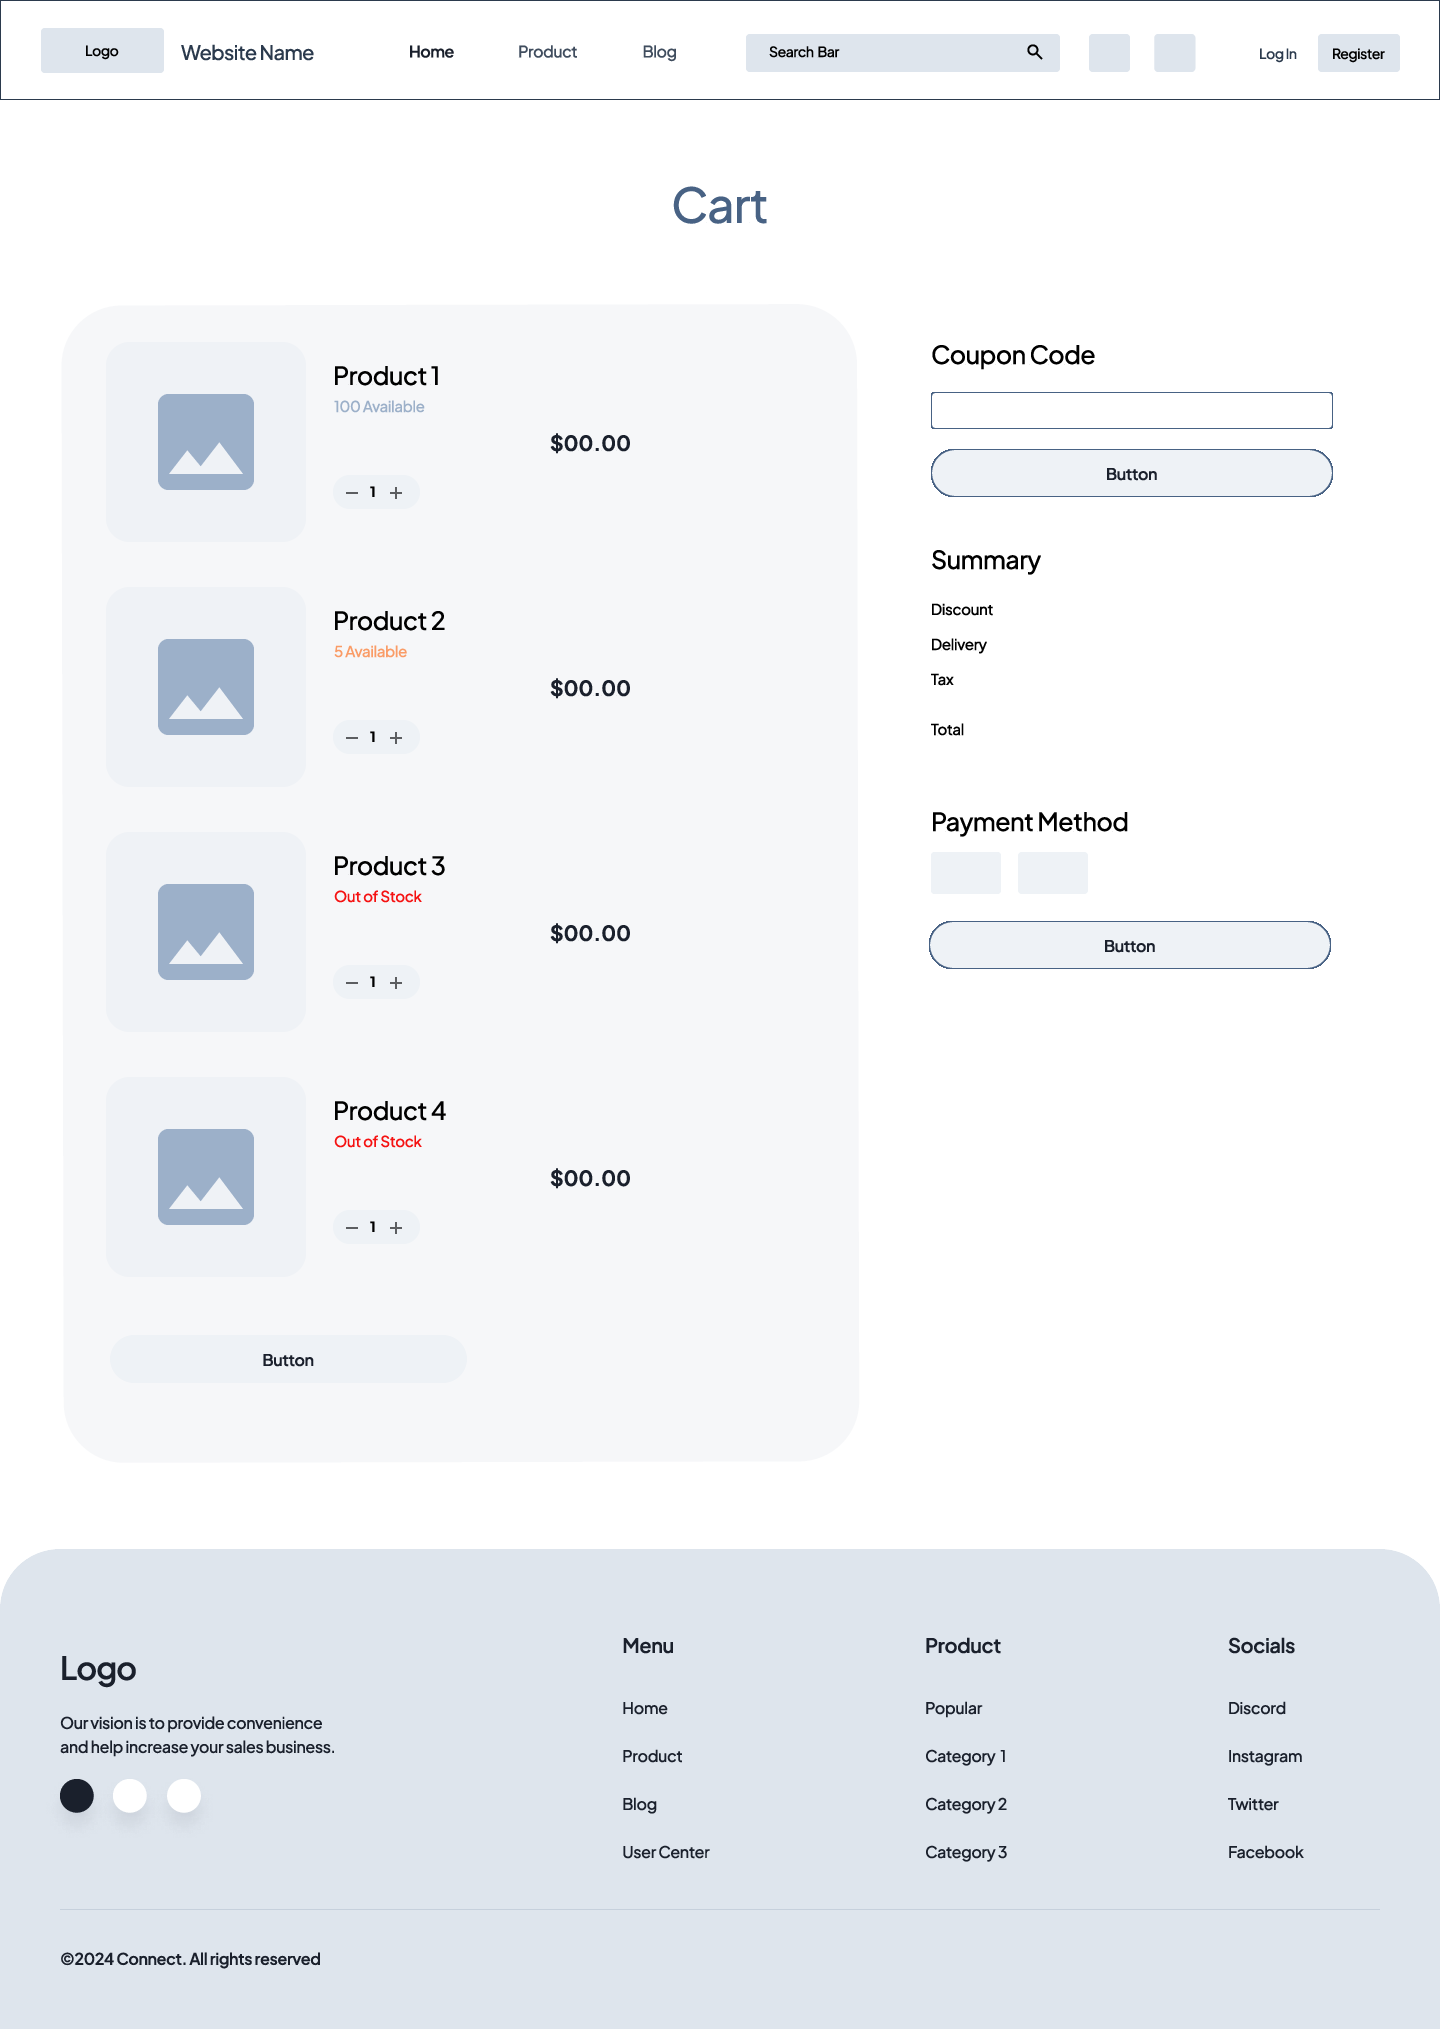 Logo
Website Name
Home
Product
Blog
Search Bar
Log In
Register
Cart
Product 1
100 Available
$00.00
1
Product 2
5 Available
$00.00
1
Product 3
Out of Stock
$00.00
1
Product 4
Out of Stock
$00.00
1
Button
Coupon Code
Button
Summary
Discount
Delivery
Tax
Total
Payment Method
Button
Logo
Our vision is to provide convenience
and help increase your sales business.
Menu
Home
Product
Blog
User Center
Product
Popular
Category 1
Category 2
Category 3
Socials
Discord
Instagram
Twitter
Facebook
©2024 Connect. All rights reserved